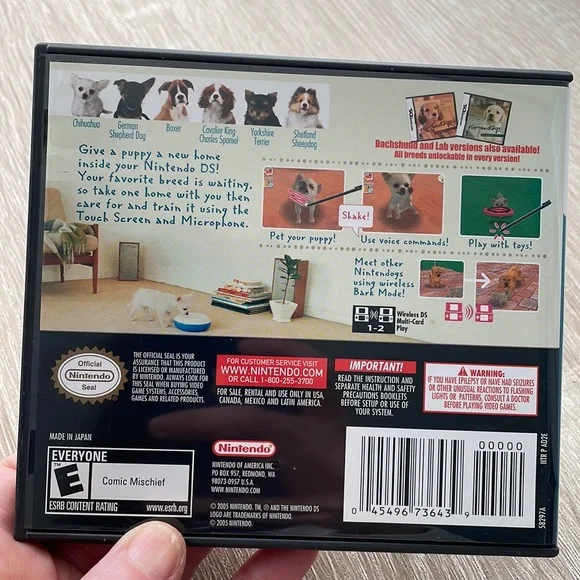 Chihuahua
German
Shepherd Dog
Boxer
Cavalier King
Charles Spaniel
Yorkshire
Terrier
Shetland
Sheepdog
Dachshund and Lab versions also available!
All breeds unlockable in every version!
Give a puppy a new home
inside your Nintendo DS!
Your favorite breed is waiting,
so take one home with you then
care for and train it using the
Touch Screen and Microphone.
Shake!
Pet your puppy!
Use voice commands!
Play with toys!
Meet other
Nintendogs
using wireless
Bark Mode!
1-2
Wireless DS
Multi-Card
Play
Official
Nintendo
Seal
THE OFFICIAL SEAL IS YOUR
ASSURANCE THAT THIS PRODUCT
IS LICENSED OR MANUFACTURED
BY NINTENDO. ALWAYS LOOK FOR
THIS SEAL WHEN BUYING VIDEO
GAME SYSTEMS, ACCESSORIES,
GAMES AND RELATED PRODUCTS.
FOR CUSTOMER SERVICE VISIT
WWW.NINTENDO.COM
OR CALL 1-800-255-3700
FOR SALE, RENTAL AND USE ONLY IN USA,
CANADA, MEXICO AND LATIN AMERICA.
IMPORTANT!
READ THE INSTRUCTION AND
SEPARATE HEALTH AND SAFETY
PRECAUTIONS BOOKLETS
BEFORE SETUP OR USE OF
YOUR SYSTEM.
WARNING:
IF YOU HAVE EPILEPSY OR HAVE HAD SEIZURES
OR OTHER UNUSUAL REACTIONS TO FLASHING
LIGHTS OR PATTERNS, CONSULT A DOCTOR
BEFORE PLAYING VIDEO GAMES.
MADE IN JAPAN
EVERYONE
E
TM
Comic Mischief
ESRB CONTENT RATING
www.esrb.org
Nintendo®
NINTENDO OF AMERICA INC.
PO BOX 957, REDMOND, WA
98073-0957 U.S.A.
WWW.NINTENDO.COM
© 2005 NINTENDO. TM, ® AND THE NINTENDO DS
LOGO ARE TRADEMARKS OF NINTENDO.
© 2005 NINTENDO.
00000
0 45496 73643 9
NTR P AD2E
58297A